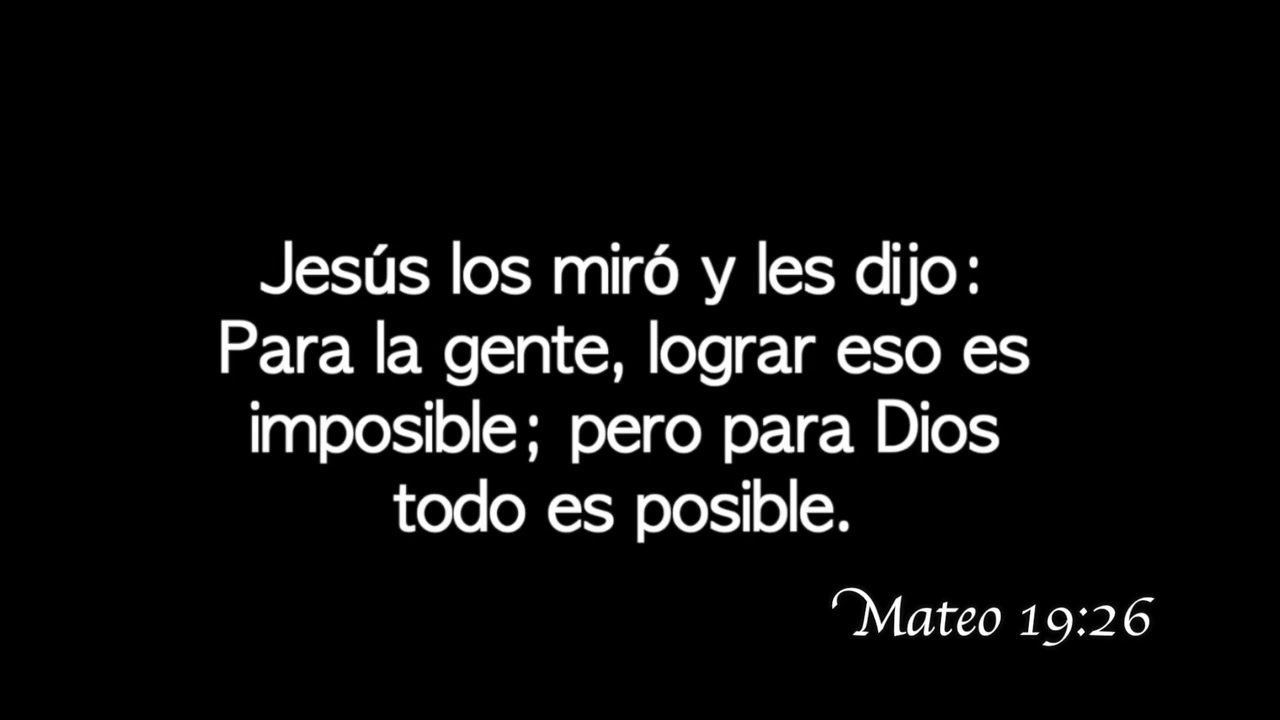 Jesús los miró y les dijo:
Para la gente, lograr eso es
imposible; pero para Dios
todo es posible.
Mateo 19:26